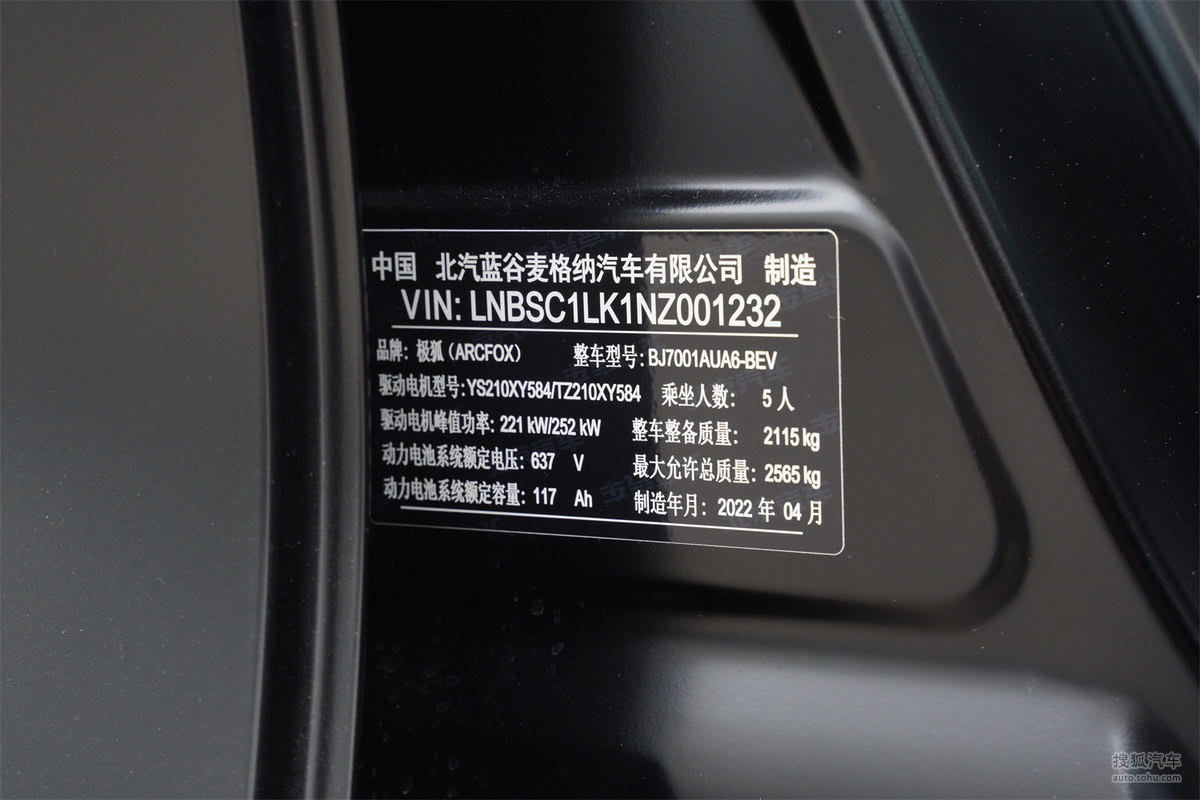 中国 北汽蓝谷麦格纳汽车有限公司 制造
VIN: LNBSC1LK1NZ001232
品牌: 极狐(ARCFOX) 整车型号: BJ7001AUA6-BEV
驱动电机型号: YS210XY584/TZ210XY584 乘坐人数: 5 人
驱动电机峰值功率: 221 kW/252 kW 整车整备质量: 2115 kg
动力电池系统额定电压: 637 V 最大允许总质量: 2565 kg
动力电池系统额定容量: 117 Ah 制造年月: 2022 年 04 月
搜狐汽车
auto.sohu.com